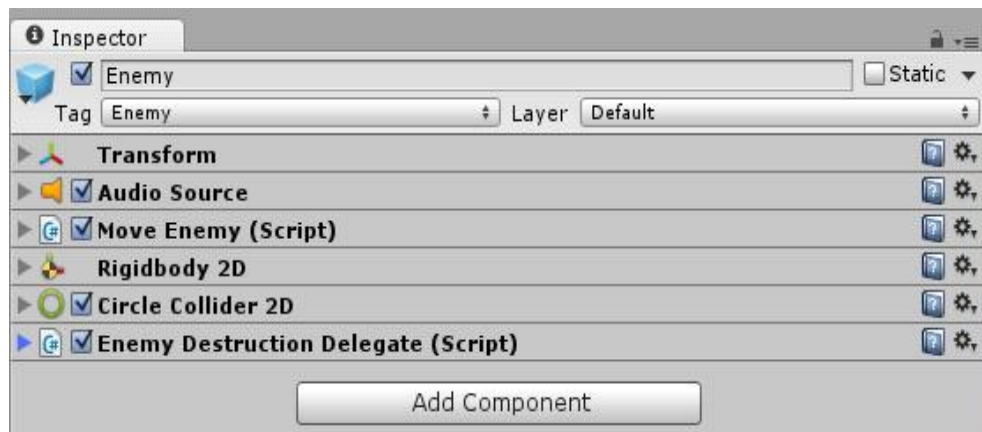 Inspector
Enemy Static
Tag Enemy Layer Default
Transform
Audio Source
Move Enemy (Script)
Rigidbody 2D
Circle Collider 2D
Enemy Destruction Delegate (Script)
Add Component